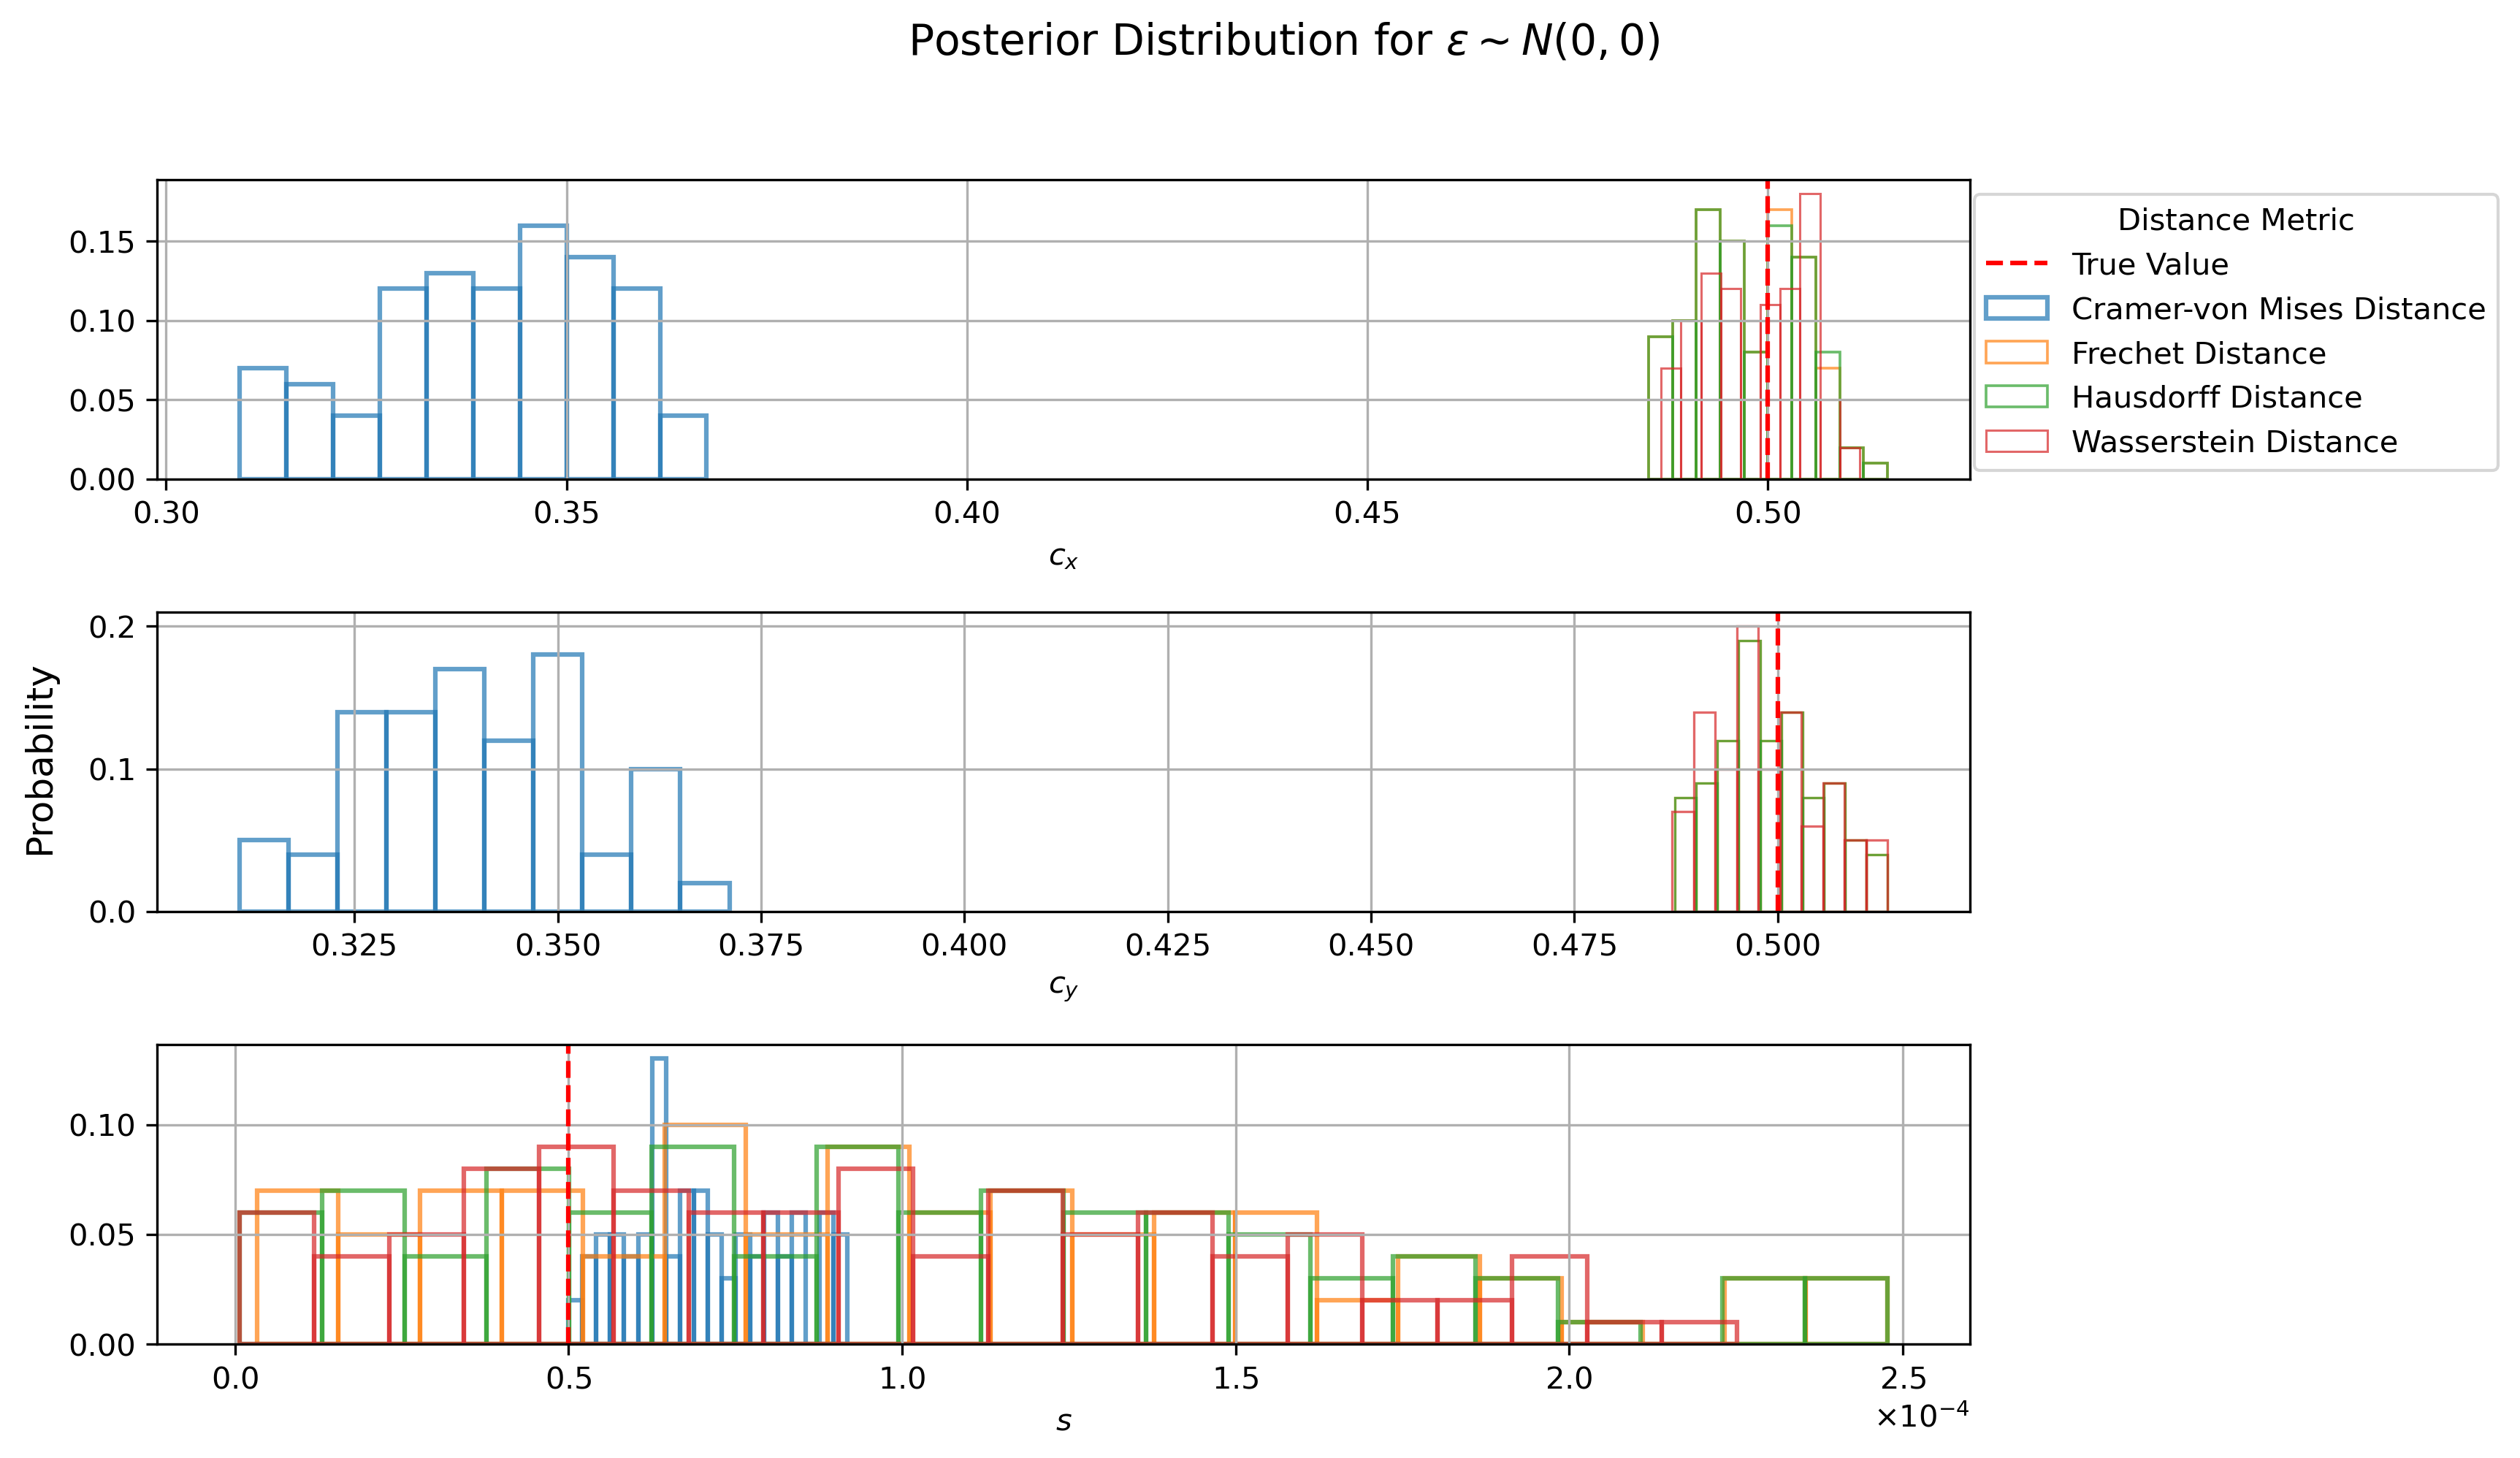 Posterior Distribution for ε ~ N(0, 0)
0.15
0.10
0.05
0.00
0.30 0.35 0.40 0.45 0.50
c_x
Distance Metric
True Value
Cramer-von Mises Distance
Frechet Distance
Hausdorff Distance
Wasserstein Distance
Probability
0.2
0.1
0.0
0.325 0.350 0.375 0.400 0.425 0.450 0.475 0.500
c_y
0.10
0.05
0.00
0.0 0.5 1.0 1.5 2.0 2.5
×10⁻⁴
s